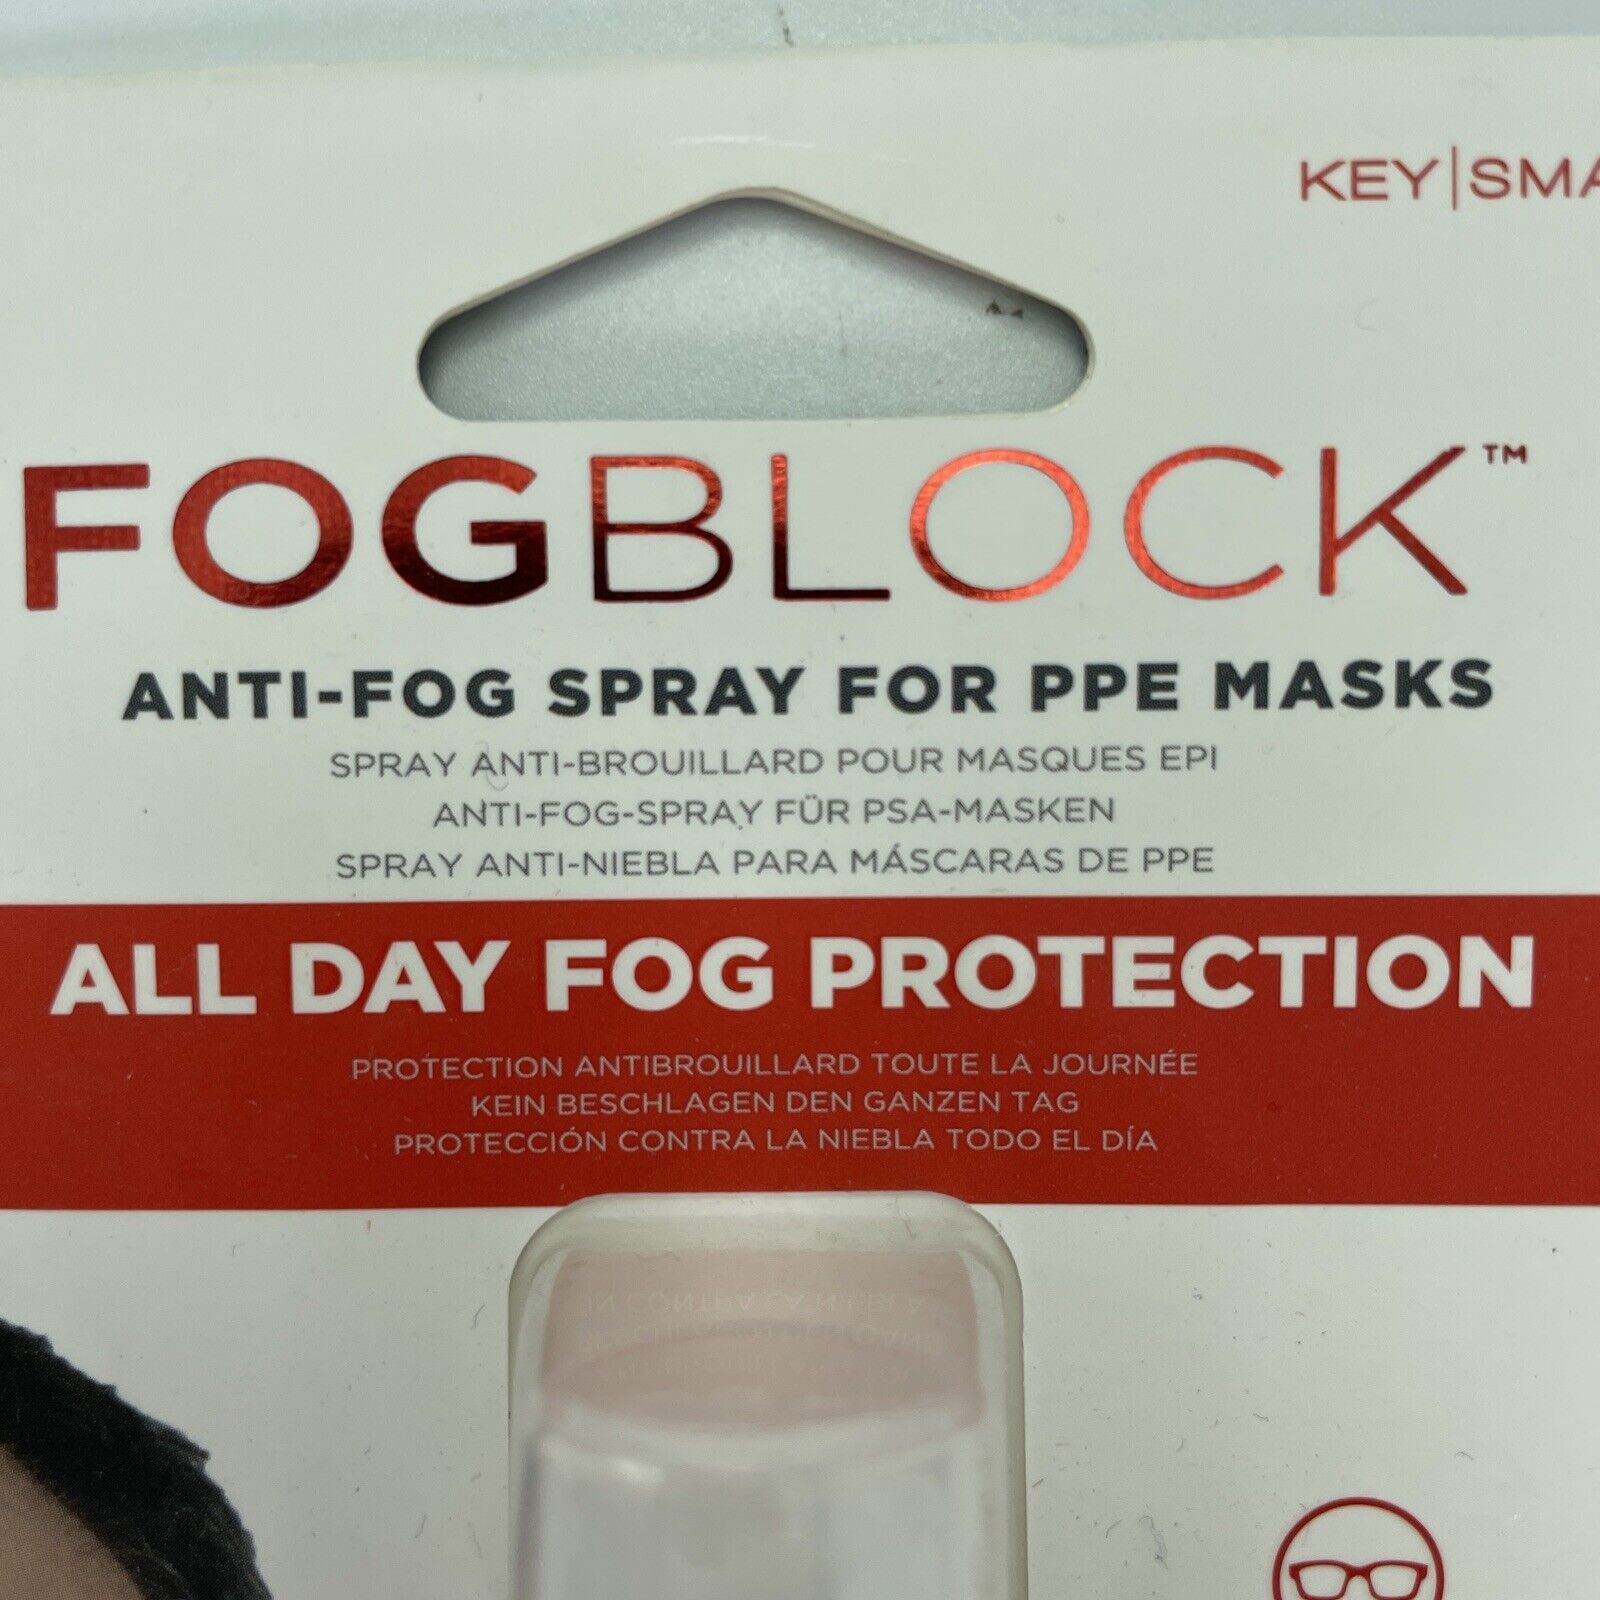 KEY|SMA
FOGBLOCK™
ANTI-FOG SPRAY FOR PPE MASKS
SPRAY ANTI-BROUILLARD POUR MASQUES EPI
ANTI-FOG-SPRAY FÜR PSA-MASKEN
SPRAY ANTI-NIEBLA PARA MÁSCARAS DE PPE
ALL DAY FOG PROTECTION
PROTECTION ANTIBROUILLARD TOUTE LA JOURNÉE
KEIN BESCHLAGEN DEN GANZEN TAG
PROTECCIÓN CONTRA LA NIEBLA TODO EL DÍA